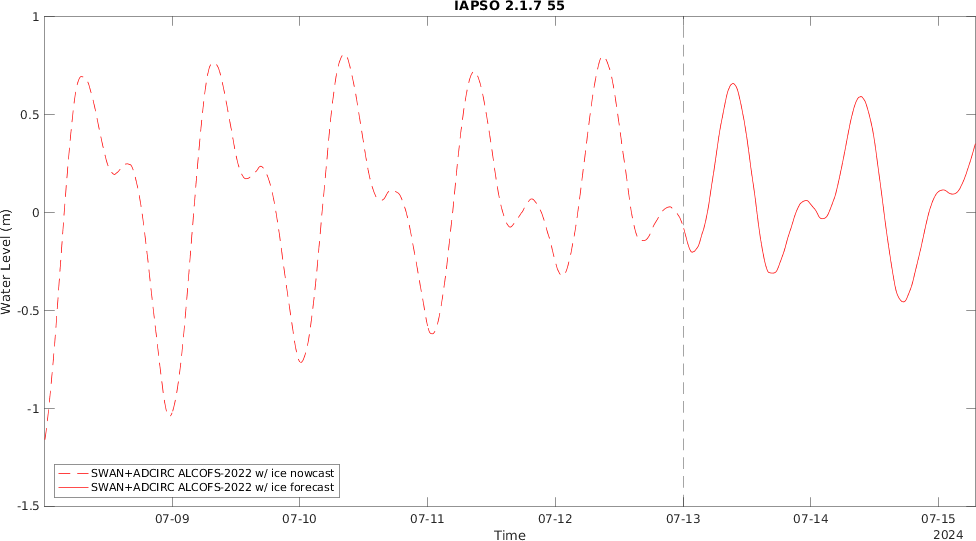 IAPSO 2.1.7 55
1
0.5
0
-0.5
-1
-1.5
Water Level (m)
SWAN+ADCIRC ALCOFS-2022 w/ ice nowcast
SWAN+ADCIRC ALCOFS-2022 w/ ice forecast
07-09 07-10 07-11 07-12 07-13 07-14 07-15
Time
2024